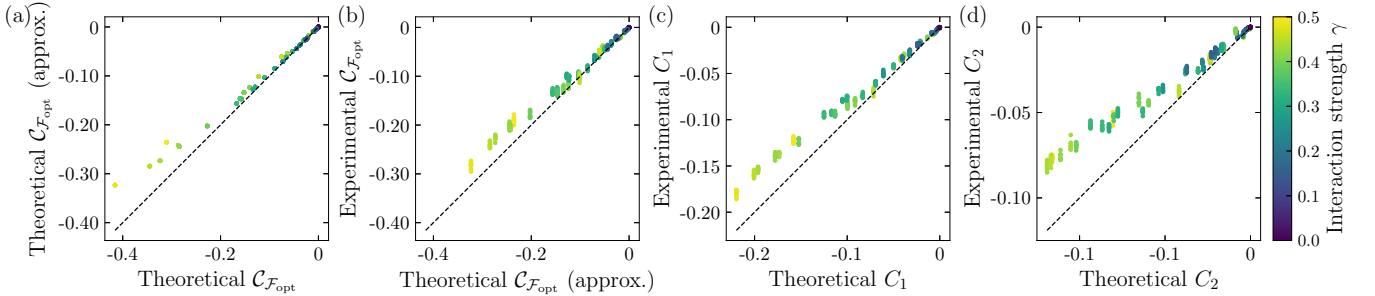 (a)
Theoretical 𝒞_ℱopt (approx.)
0
-0.10
-0.20
-0.30
-0.40
-0.4
-0.2
0
Theoretical 𝒞_ℱopt
(b)
Experimental 𝒞_ℱopt
0
-0.10
-0.20
-0.30
-0.40
-0.4
-0.2
0
Theoretical 𝒞_ℱopt (approx.)
(c)
Experimental C₁
0
-0.05
-0.10
-0.15
-0.20
-0.2
-0.1
0
Theoretical C₁
(d)
Experimental C₂
0
-0.05
-0.10
-0.1
-0.1
0
Theoretical C₂
0.5
0.4
0.3
0.2
0.1
0.0
Interaction strength γ